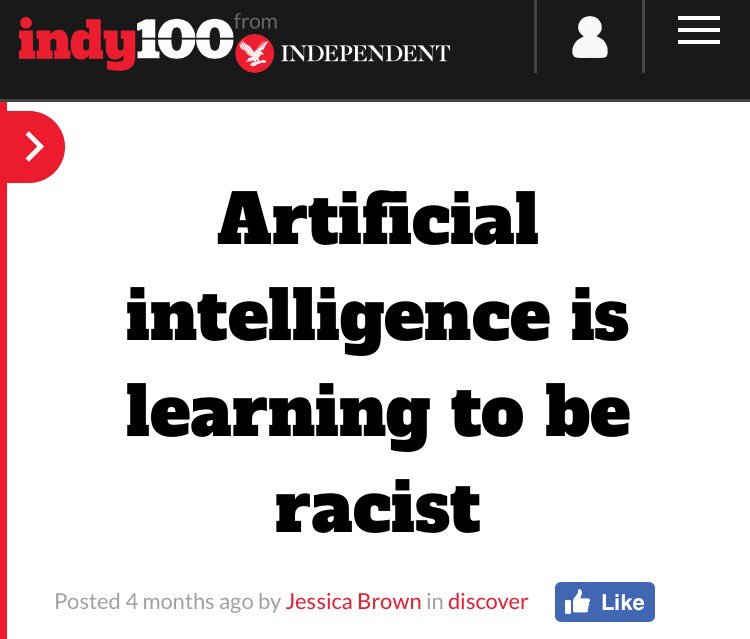 from
indy100 INDEPENDENT
Artificial
intelligence is
learning to be
racist
Posted 4 months ago by Jessica Brown in discover Like